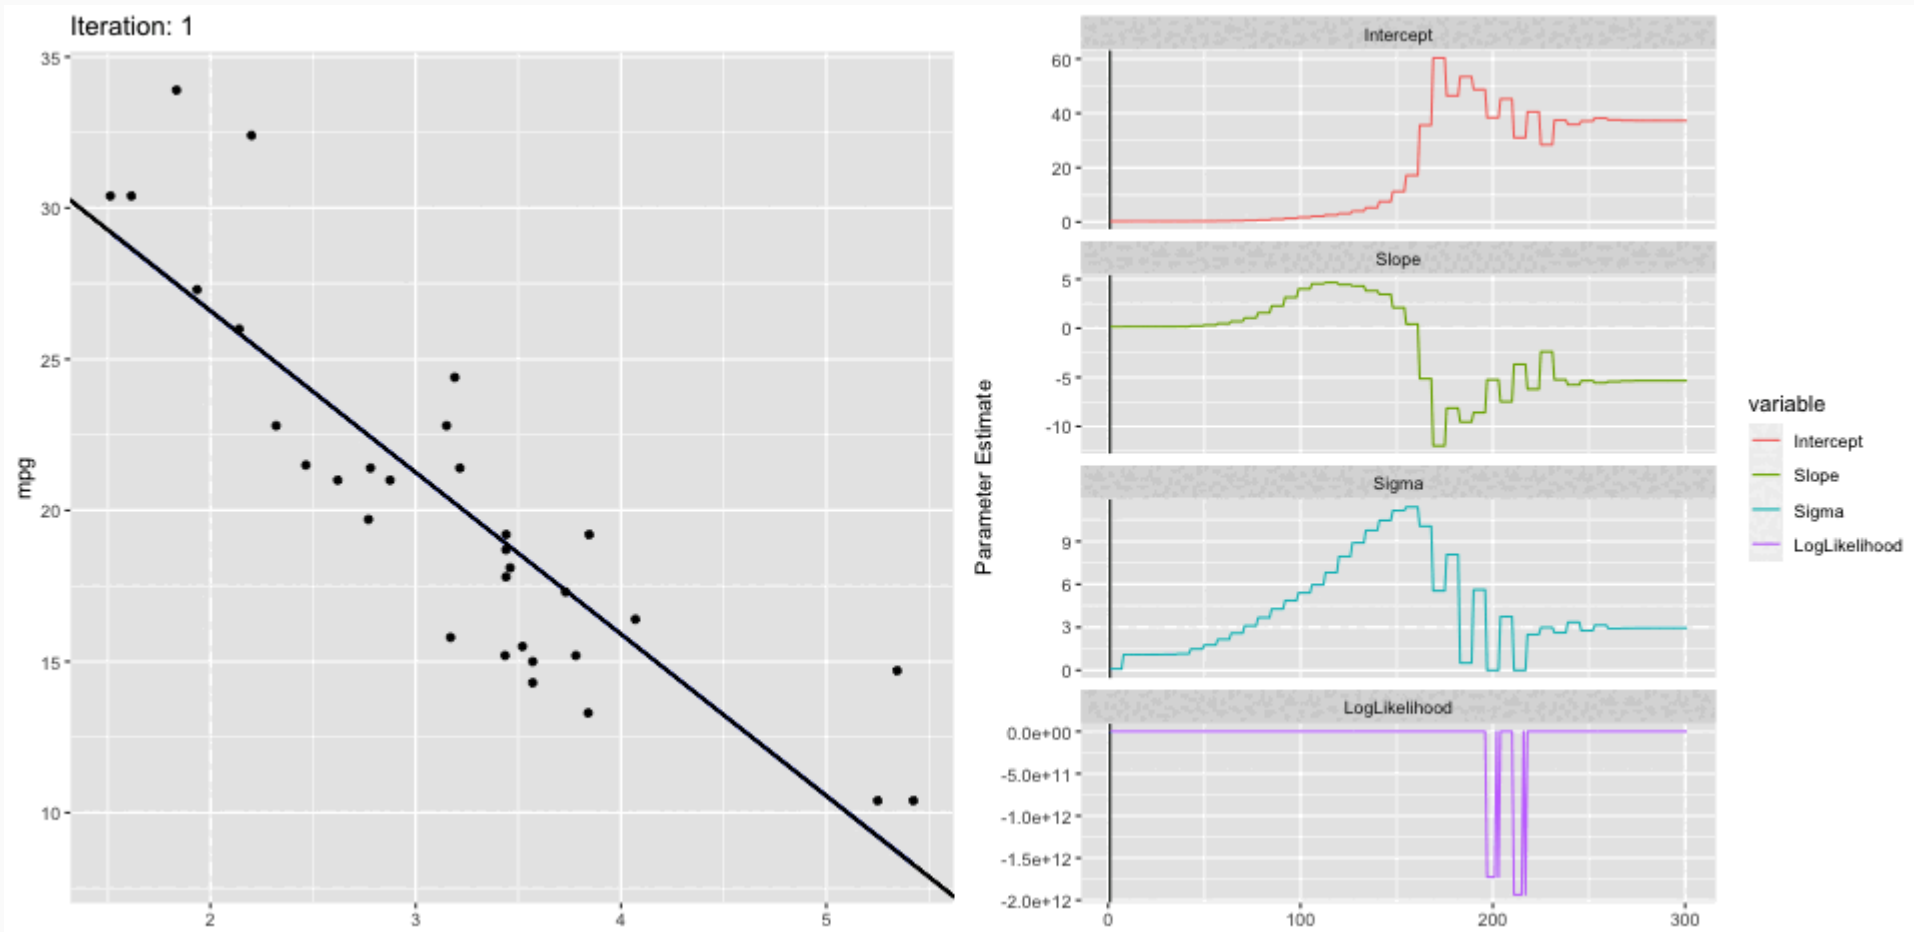 Iteration: 1
35
30
25
20
15
10
mpg
2
3
4
5
Parameter Estimate
Intercept
60
40
20
0
Slope
5
0
-5
-10
Sigma
9
6
3
0
LogLikelihood
0.0e+00
-5.0e+11
-1.0e+12
-1.5e+12
-2.0e+12
0
100
200
300
variable
Intercept
Slope
Sigma
LogLikelihood